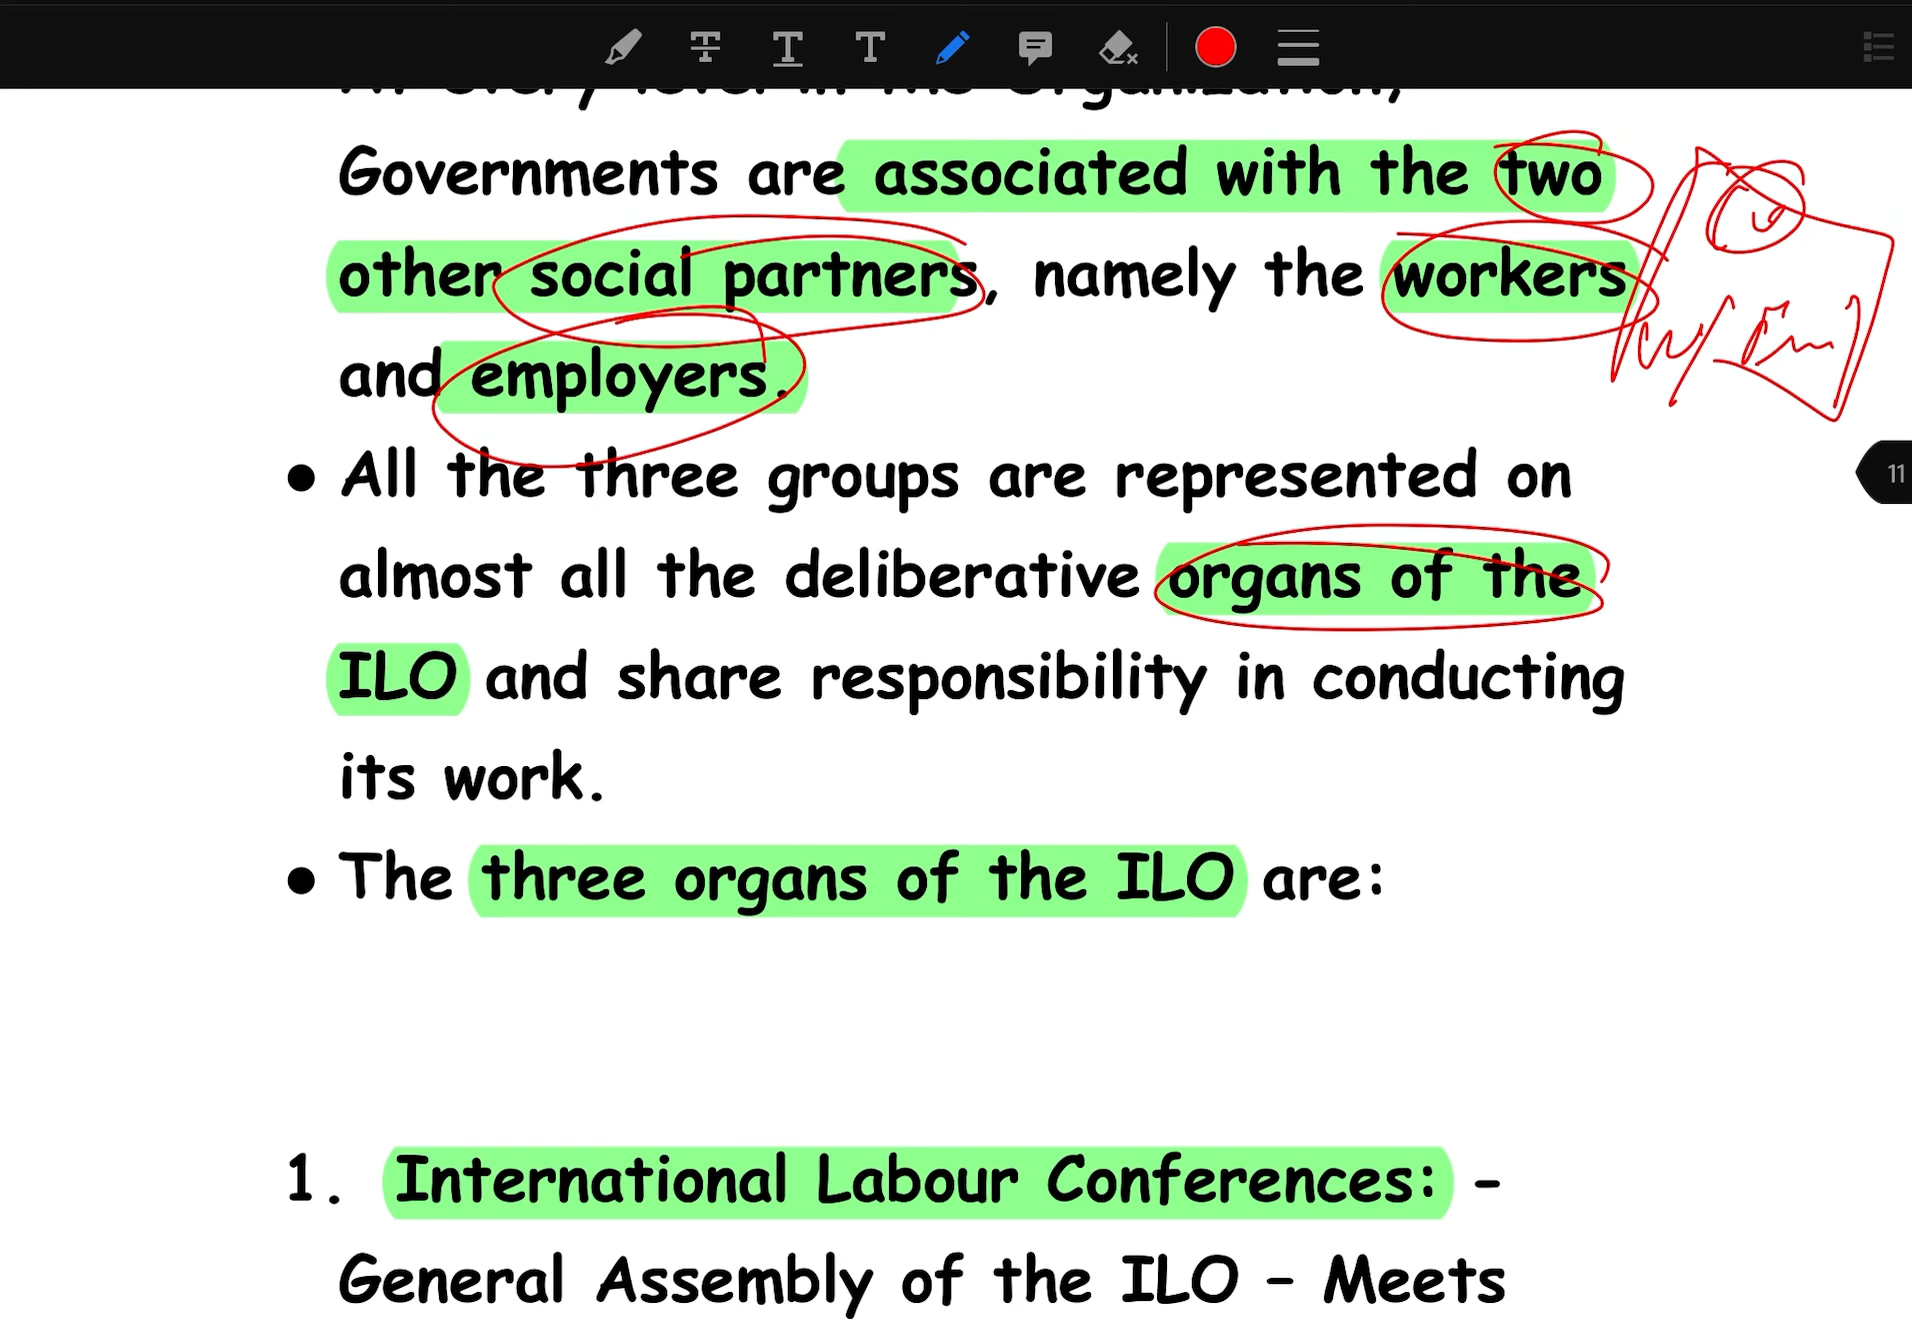 Governments are associated with the two
other social partners, namely the workers
and employers.
● All the three groups are represented on
almost all the deliberative organs of the
ILO and share responsibility in conducting
its work.
● The three organs of the ILO are:
1. International Labour Conferences: -
General Assembly of the ILO – Meets
11